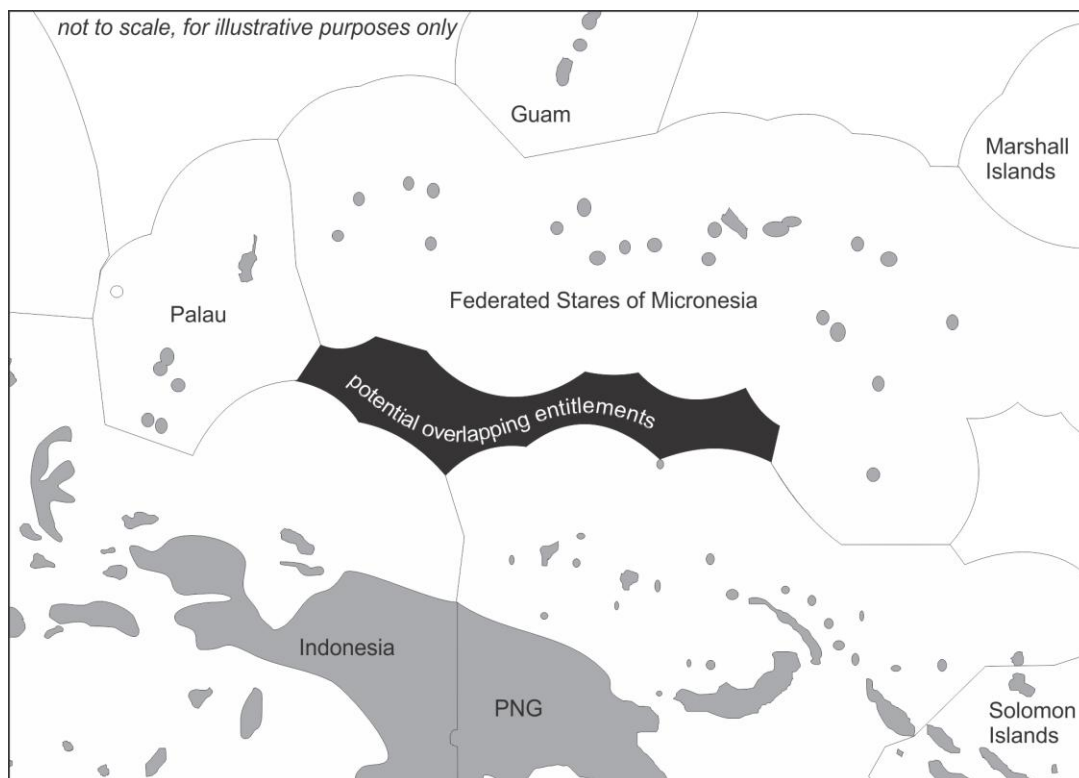 not to scale, for illustrative purposes only
Guam
Marshall
Islands
Federated Stares of Micronesia
Palau
potential overlapping entitlements
Indonesia
PNG
Solomon
Islands